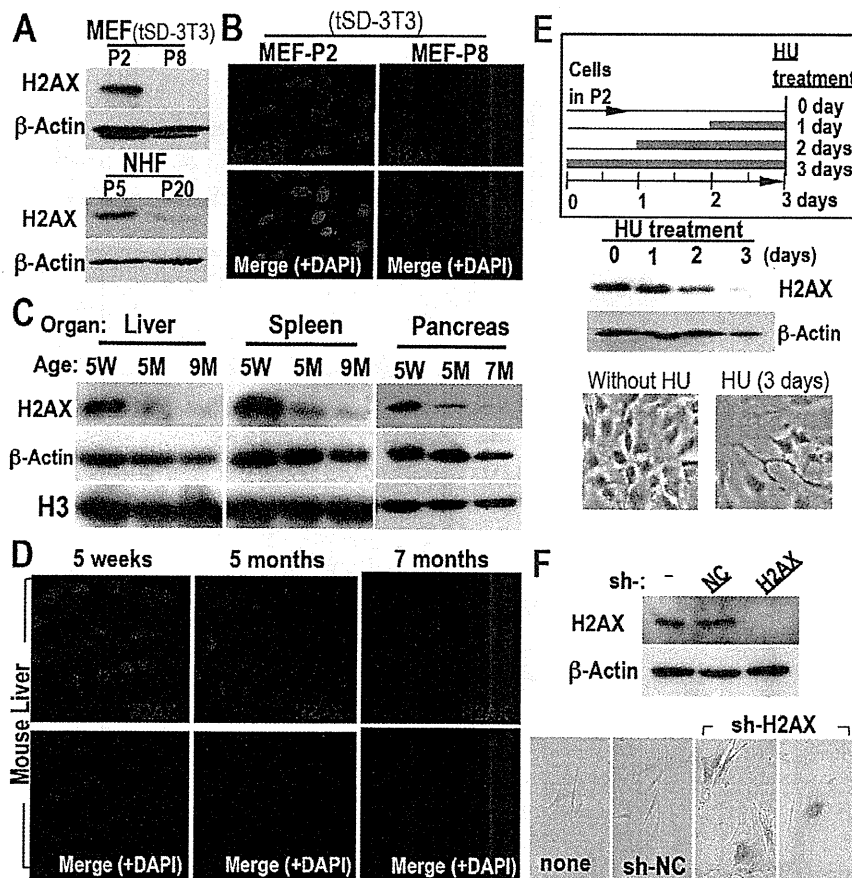 A
MEF(tSD-3T3)
P2 P8
H2AX
β-Actin
NHF
P5 P20
H2AX
β-Actin
B
(tSD-3T3)
MEF-P2 MEF-P8
Merge (+DAPI) Merge (+DAPI)
C
Organ: Liver Spleen Pancreas
Age: 5W 5M 9M 5W 5M 9M 5W 5M 7M
H2AX
β-Actin
H3
D
5 weeks 5 months 7 months
Mouse Liver
Merge (+DAPI) Merge (+DAPI) Merge (+DAPI)
E
HU
treatment
Cells
in P2
0 day
1 day
2 days
3 days
0 1 2 3 days
HU treatment
0 1 2 3 (days)
H2AX
β-Actin
Without HU HU (3 days)
F
sh-: - NC H2AX
H2AX
β-Actin
sh-H2AX
none sh-NC